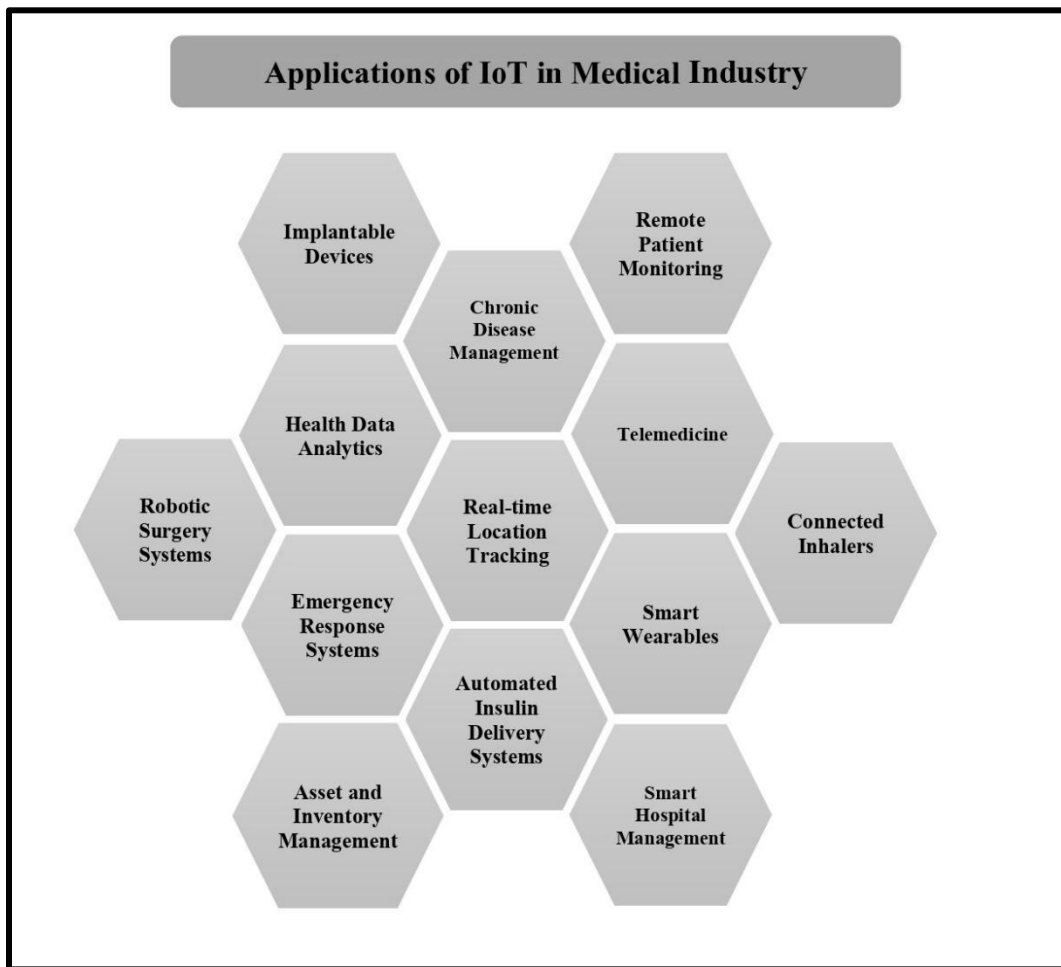 Applications of IoT in Medical Industry
Implantable
Devices
Remote
Patient
Monitoring
Chronic
Disease
Management
Health Data
Analytics
Telemedicine
Robotic
Surgery
Systems
Real-time
Location
Tracking
Connected
Inhalers
Emergency
Response
Systems
Smart
Wearables
Automated
Insulin
Delivery
Systems
Asset and
Inventory
Management
Smart
Hospital
Management